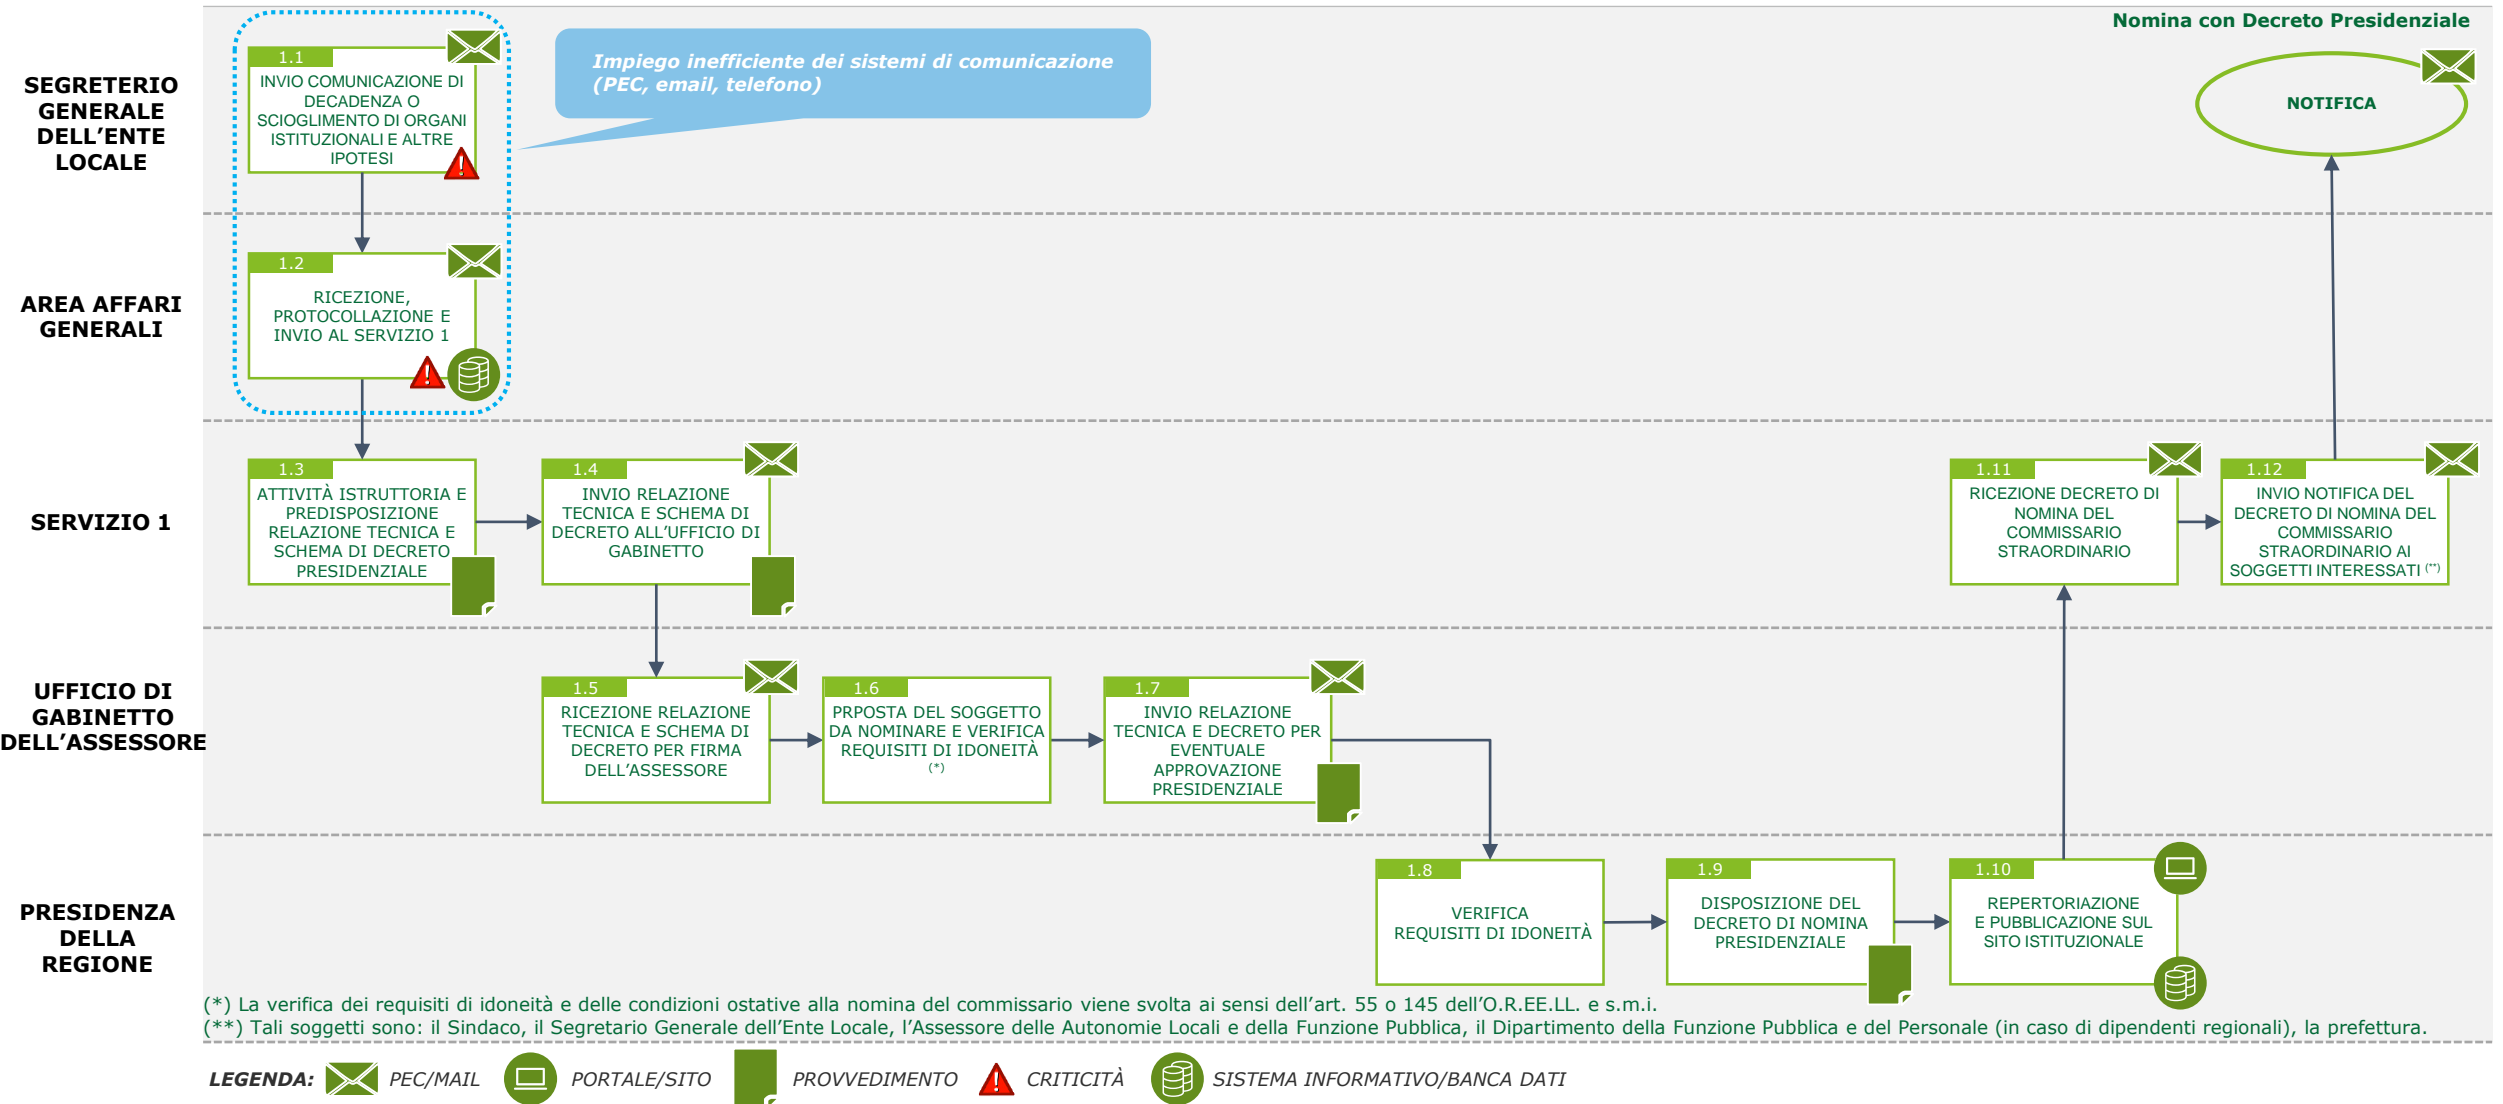 Nomina con Decreto Presidenziale
SEGRETERIO
GENERALE
DELL'ENTE
LOCALE
1.1
INVIO COMUNICAZIONE DI
DECADENZA O
SCIOGLIMENTO DI ORGANI
ISTITUZIONALI E ALTRE
IPOTESI
Impiego inefficiente dei sistemi di comunicazione
(PEC, email, telefono)
NOTIFICA
AREA AFFARI
GENERALI
1.2
RICEZIONE,
PROTOCOLLAZIONE E
INVIO AL SERVIZIO 1
SERVIZIO 1
1.3
ATTIVITÀ ISTRUTTORIA E
PREDISPOSIZIONE
RELAZIONE TECNICA E
SCHEMA DI DECRETO
PRESIDENZIALE
1.4
INVIO RELAZIONE
TECNICA E SCHEMA DI
DECRETO ALL'UFFICIO DI
GABINETTO
1.11
RICEZIONE DECRETO DI
NOMINA DEL
COMMISSARIO
STRAORDINARIO
1.12
INVIO NOTIFICA DEL
DECRETO DI NOMINA DEL
COMMISSARIO
STRAORDINARIO AI
SOGGETTI INTERESSATI (**)
UFFICIO DI
GABINETTO
DELL'ASSESSORE
1.5
RICEZIONE RELAZIONE
TECNICA E SCHEMA DI
DECRETO PER FIRMA
DELL'ASSESSORE
1.6
PRPOSTA DEL SOGGETTO
DA NOMINARE E VERIFICA
REQUISITI DI IDONEITÀ
(*)
1.7
INVIO RELAZIONE
TECNICA E DECRETO PER
EVENTUALE
APPROVAZIONE
PRESIDENZIALE
PRESIDENZA
DELLA
REGIONE
1.8
VERIFICA
REQUISITI DI IDONEITÀ
1.9
DISPOSIZIONE DEL
DECRETO DI NOMINA
PRESIDENZIALE
1.10
REPERTORIAZIONE
E PUBBLICAZIONE SUL
SITO ISTITUZIONALE
(*) La verifica dei requisiti di idoneità e delle condizioni ostative alla nomina del commissario viene svolta ai sensi dell'art. 55 o 145 dell'O.R.EE.LL. e s.m.i.
(**) Tali soggetti sono: il Sindaco, il Segretario Generale dell'Ente Locale, l'Assessore delle Autonomie Locali e della Funzione Pubblica, il Dipartimento della Funzione Pubblica e del Personale (in caso di dipendenti regionali), la prefettura.
LEGENDA: PEC/MAIL PORTALE/SITO PROVVEDIMENTO CRITICITÀ SISTEMA INFORMATIVO/BANCA DATI